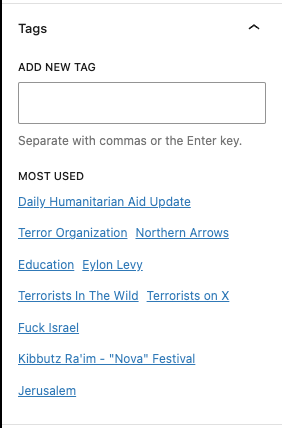 Tags
ADD NEW TAG
Separate with commas or the Enter key.
MOST USED
Daily Humanitarian Aid Update
Terror Organization Northern Arrows
Education Eylon Levy
Terrorists In The Wild Terrorists on X
Fuck Israel
Kibbutz Ra'im - "Nova" Festival
Jerusalem